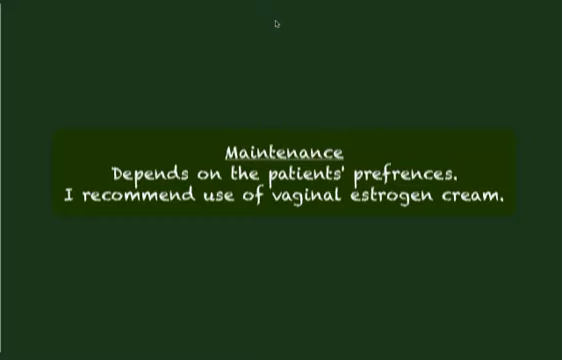 Maintenance
Depends on the patients' prefrences.
I recommend use of vaginal estrogen cream.